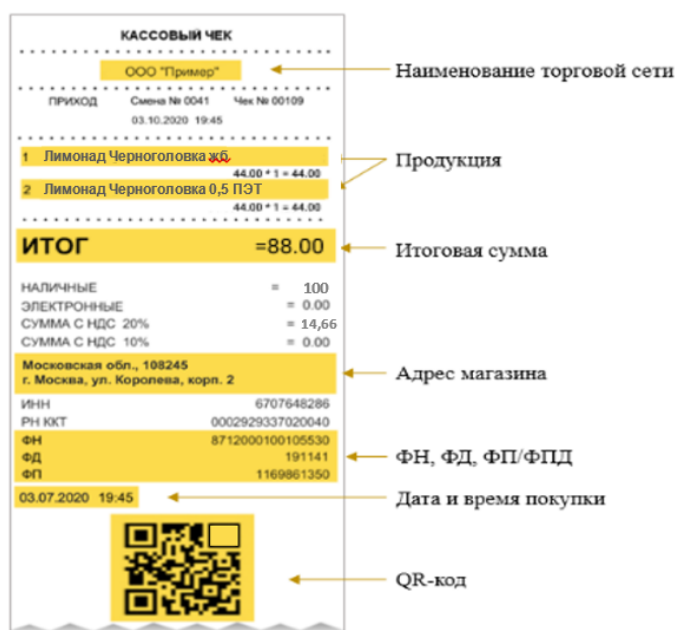 КАССОВЫЙ ЧЕК
ООО "Пример"
Наименование торговой сети
ПРИХОД Смена № 0041 Чек № 00109
03.10.2020 19:45
1 Лимонад Черноголовка жб
44.00 * 1 = 44.00
Продукция
2 Лимонад Черноголовка 0,5 ПЭТ
44.00 * 1 = 44.00
ИТОГ =88.00
Итоговая сумма
НАЛИЧНЫЕ = 100
ЭЛЕКТРОННЫЕ = 0.00
СУММА С НДС 20% = 14,66
СУММА С НДС 10% = 0.00
Московская обл., 108245
г. Москва, ул. Королева, корп. 2
Адрес магазина
ИНН 6707648286
РН ККТ 0002929337020040
ФН 8712000100105530
ФД 191141
ФП 1169861350
ФН, ФД, ФП/ФПД
03.07.2020 19:45
Дата и время покупки
QR-код